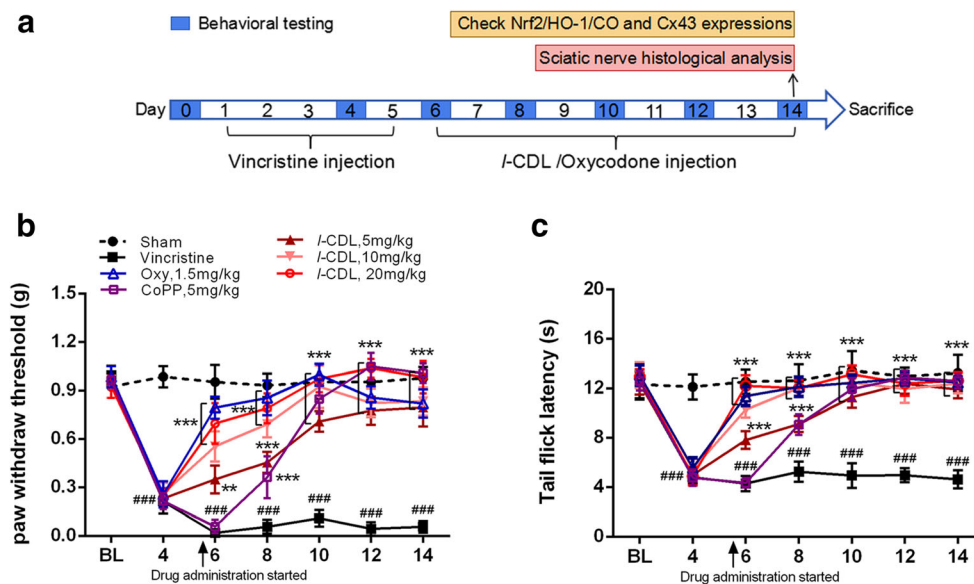 a
Behavioral testing
Check Nrf2/HO-1/CO and Cx43 expressions
Sciatic nerve histological analysis
Day 0 1 2 3 4 5 6 7 8 9 10 11 12 13 14 Sacrifice
Vincristine injection
l-CDL /Oxycodone injection
b
Sham
Vincristine
Oxy,1.5mg/kg
CoPP,5mg/kg
l-CDL,5mg/kg
l-CDL,10mg/kg
l-CDL, 20mg/kg
paw withdraw threshold (g)
1.5
1.2
0.9
0.6
0.3
0.0
***
***
***
***
***
***
***
**
###
###
###
###
###
###
BL 4 6 8 10 12 14
Drug administration started
c
Tail flick latency (s)
20
16
12
8
4
0
***
***
***
***
***
***
***
###
###
###
###
###
###
BL 4 6 8 10 12 14
Drug administration started